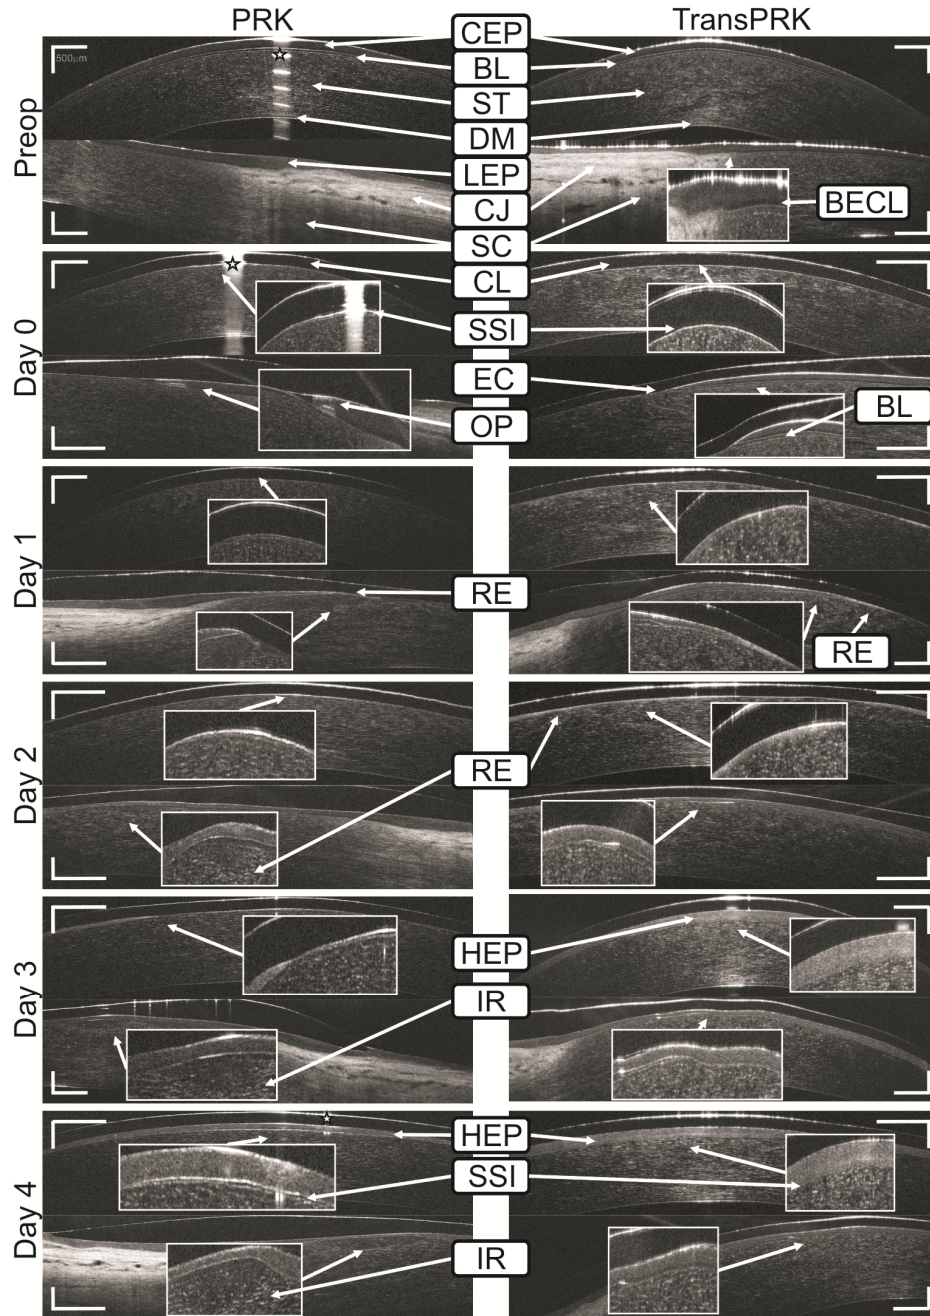 PRK
TransPRK
Preop
500µm
CEP
BL
ST
DM
LEP
CJ
SC
BECL
Day 0
CL
SSI
EC
OP
BL
Day 1
RE
RE
Day 2
RE
Day 3
HEP
IR
Day 4
HEP
SSI
IR